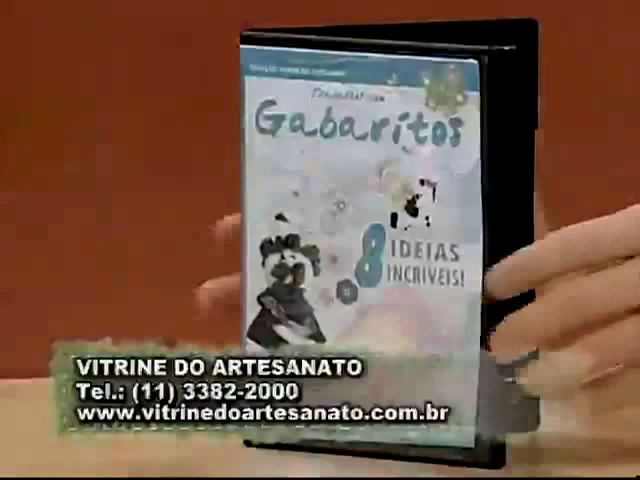 Gabaritos
8 IDEIAS
INCRÍVEIS!
VITRINE DO ARTESANATO
Tel.: (11) 3382-2000
www.vitrinedoartesanato.com.br